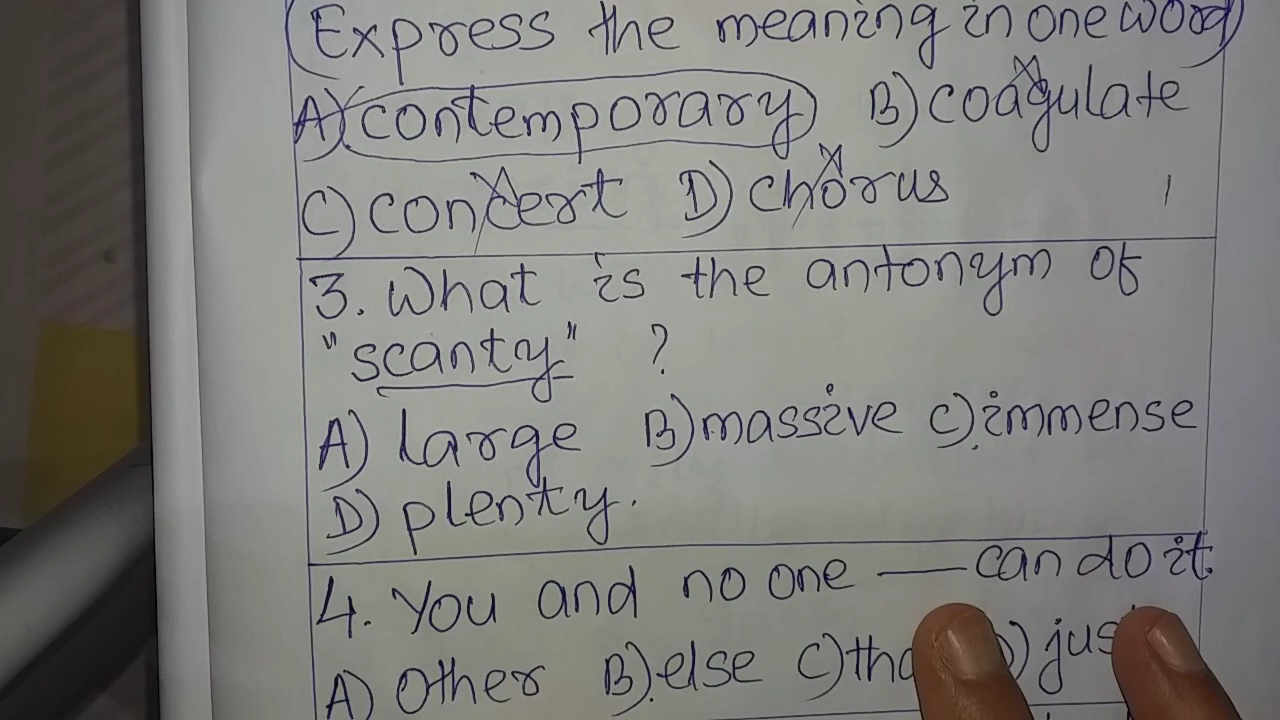 (Express the meaning in one word)
A) contemporary B) coagulate
C) concert D) chorus
3. What is the antonym of
"scanty" ?
A) large B) massive C) immense
D) plenty.
4. You and no one — can do it.
A) Other B) else C) D)